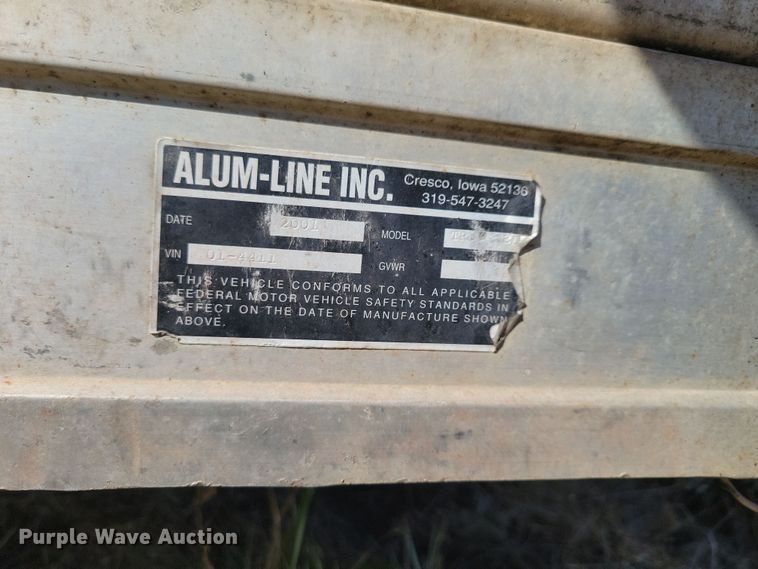 ALUM-LINE INC. Cresco, Iowa 52136
319-547-3247
DATE 2001 MODEL
VIN 01-4411 GVWR
THIS VEHICLE CONFORMS TO ALL APPLICABLE
FEDERAL MOTOR VEHICLE SAFETY STANDARDS IN
EFFECT ON THE DATE OF MANUFACTURE SHOWN
ABOVE.
Purple Wave Auction